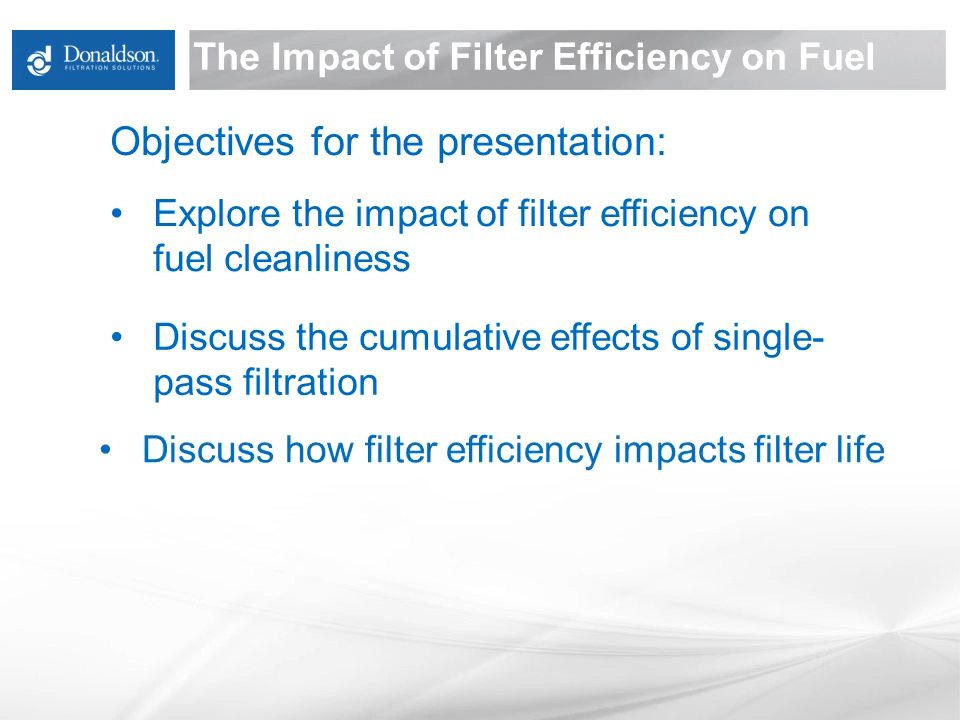 Donaldson.
FILTRATION SOLUTIONS
The Impact of Filter Efficiency on Fuel
Objectives for the presentation:
• Explore the impact of filter efficiency on
fuel cleanliness
• Discuss the cumulative effects of single-
pass filtration
• Discuss how filter efficiency impacts filter life